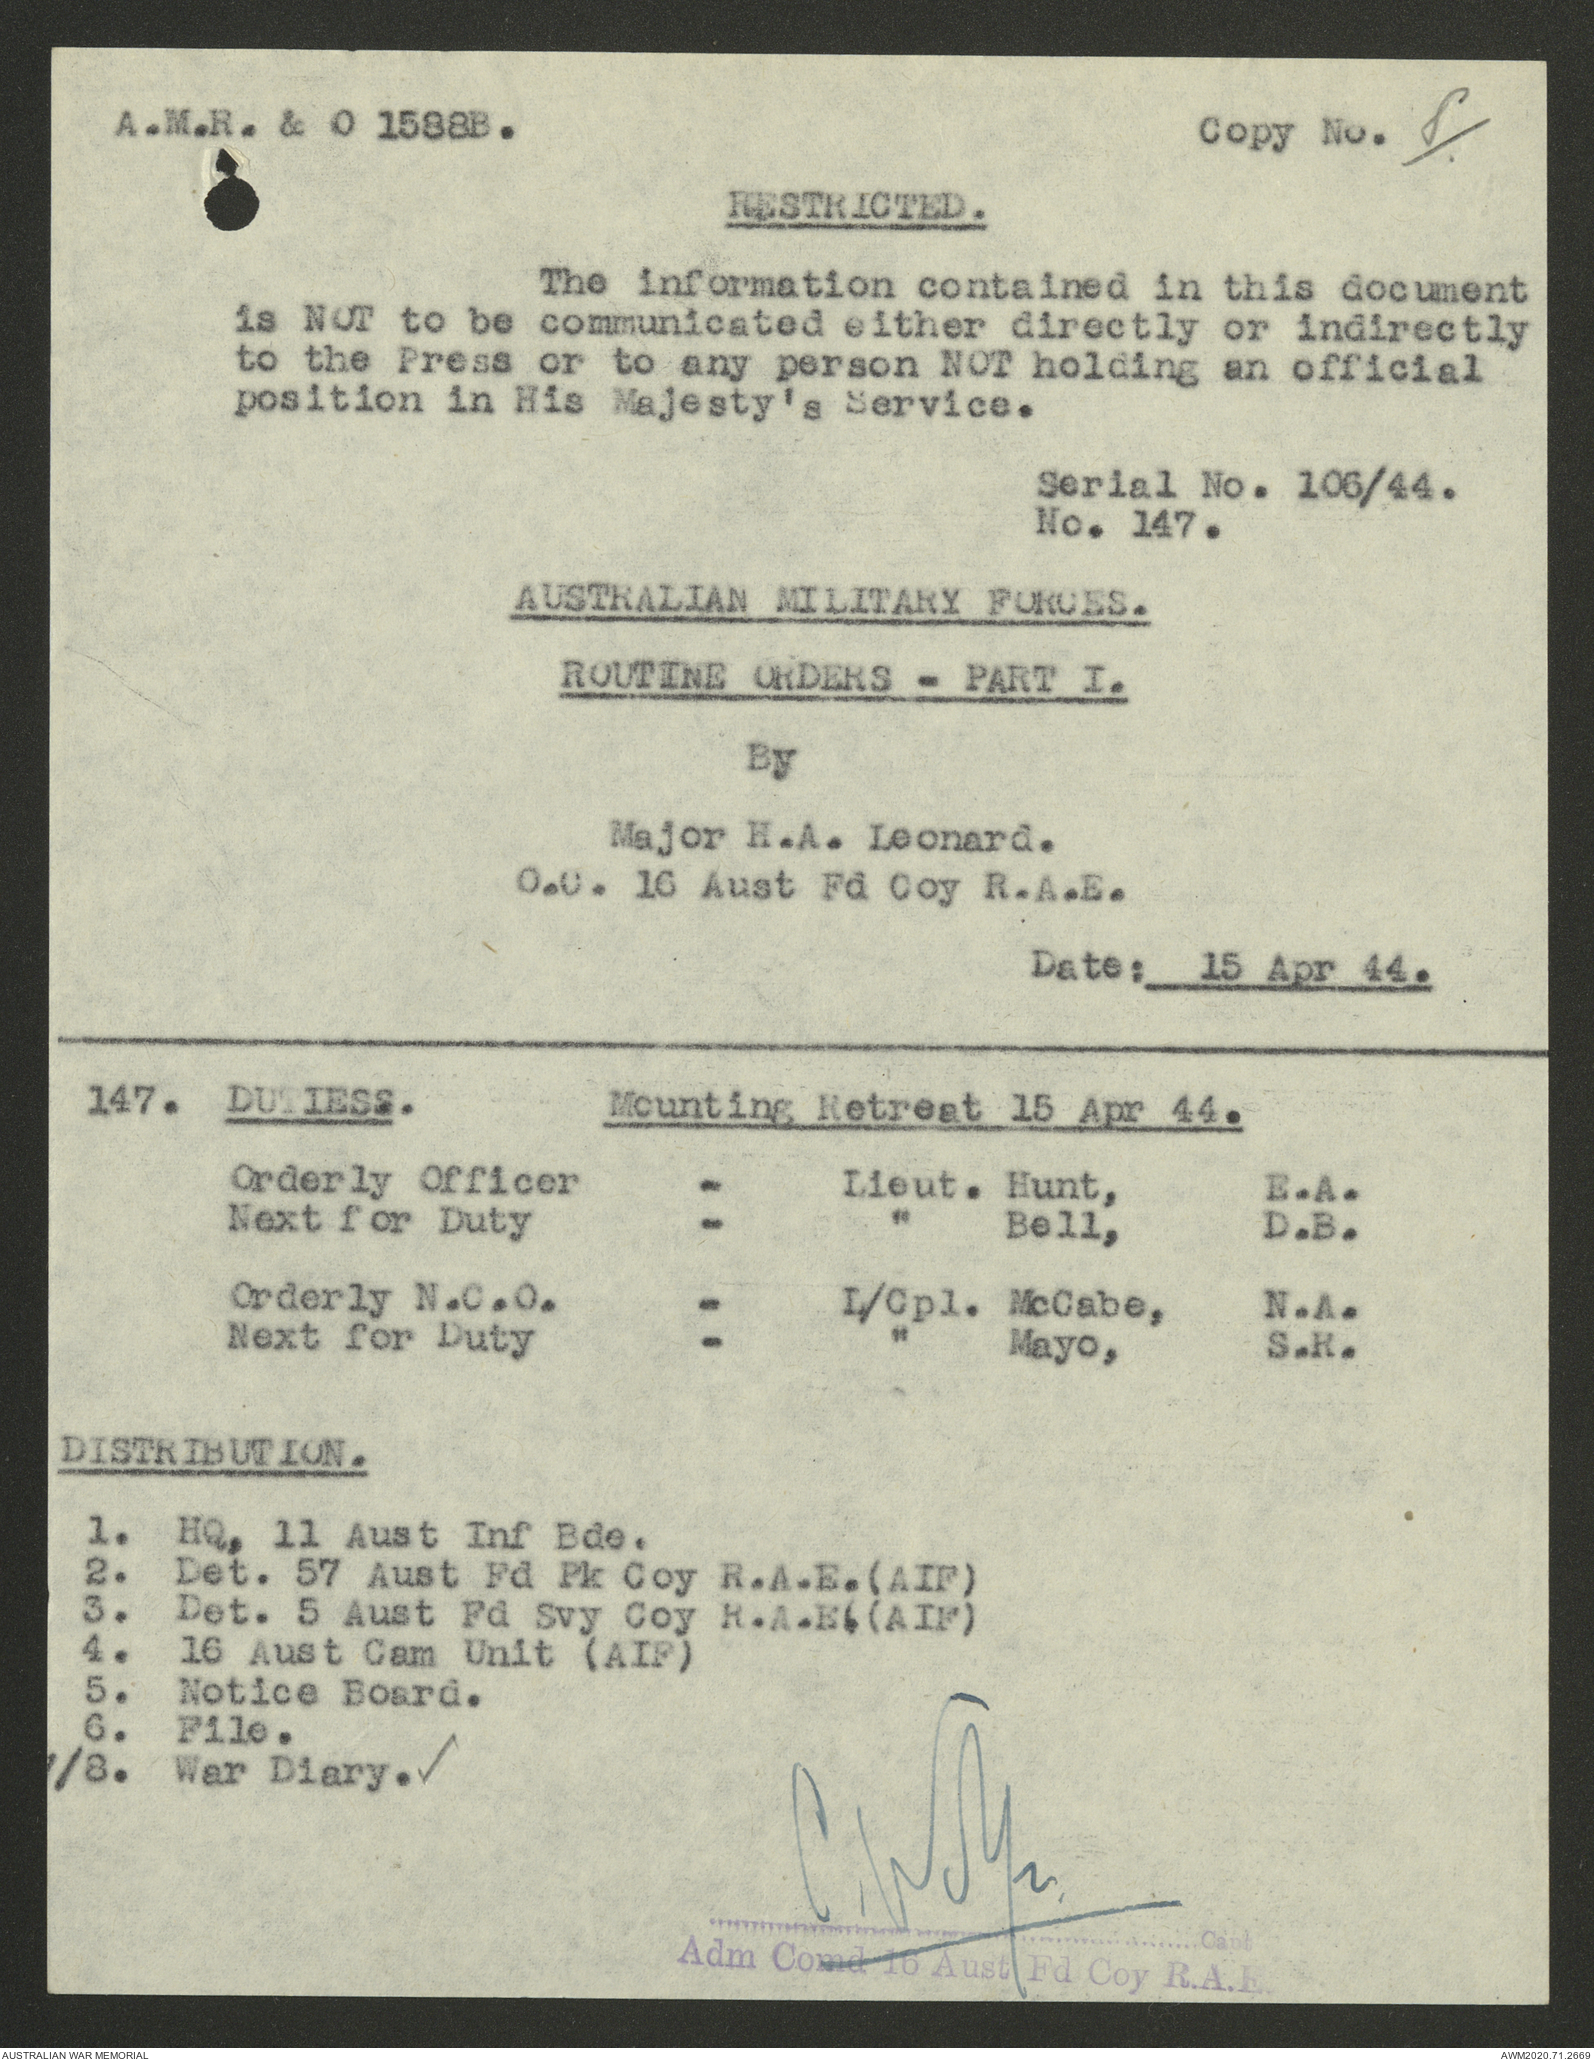 A.M.R. & O 1588B.
Copy No. 8.
RESTRICTED.
The information contained in this document
is NOT to be communicated either directly or indirectly
to the Press or to any person NOT holding an official
position in His Majesty's Service.
Serial No. 106/44.
No. 147.
AUSTRALIAN MILITARY FORCES.
ROUTINE ORDERS - PART I.
By
Major H.A. Leonard.
O.C. 16 Aust Fd Coy R.A.E.
Date: 15 Apr 44.
147. DUTIESS. Mounting Retreat 15 Apr 44.
Orderly Officer - Lieut. Hunt, E.A.
Next for Duty - " Bell, D.B.
Orderly N.C.O. - L/Cpl. McCabe, N.A.
Next for Duty - " Mayo, S.R.
DISTRIBUTION.
1. HQ, 11 Aust Inf Bde.
2. Det. 57 Aust Fd Pk Coy R.A.E.(AIF)
3. Det. 5 Aust Fd Svy Coy R.A.E.(AIF)
4. 16 Aust Cam Unit (AIF)
5. Notice Board.
6. File.
/8. War Diary.✓
Capt
Adm Comd 16 Aust Fd Coy R.A.E.
AUSTRALIAN WAR MEMORIAL
AWM2020.71.2669